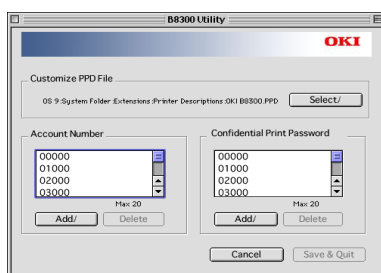 B8300 Utility
OKI
Customize PPD File
OS 9:System Folder:Extensions:Printer Descriptions:OKI B8300.PPD
Select/
Account Number
Confidential Print Password
00000
01000
02000
03000
00000
01000
02000
03000
Max 20
Max 20
Add/
Delete
Add/
Delete
Cancel
Save & Quit